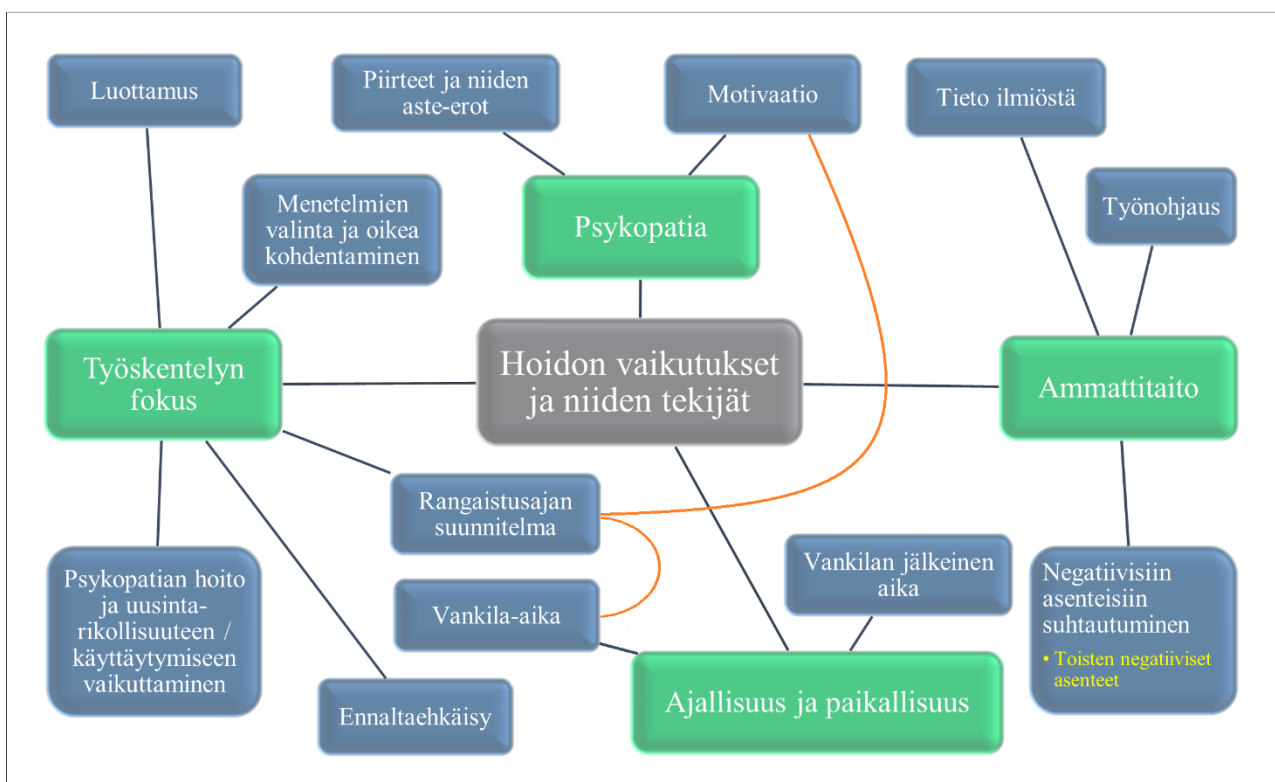 Luottamus
Piirteet ja niiden
aste-erot
Motivaatio
Tieto ilmiöstä
Menetelmien
valinta ja oikea
kohdentaminen
Psykopatia
Työnohjaus
Työskentelyn
fokus
Hoidon vaikutukset
ja niiden tekijät
Ammattitaito
Rangaistusajan
suunnitelma
Vankilan jälkeinen
aika
Psykopatian hoito
ja uusinta-
rikollisuuteen /
käyttäytymiseen
vaikuttaminen
Vankila-aika
Negatiivisiin
asenteisiin
suhtautuminen
• Toisten negatiiviset
asenteet
Ennaltaehkäisy
Ajallisuus ja paikallisuus